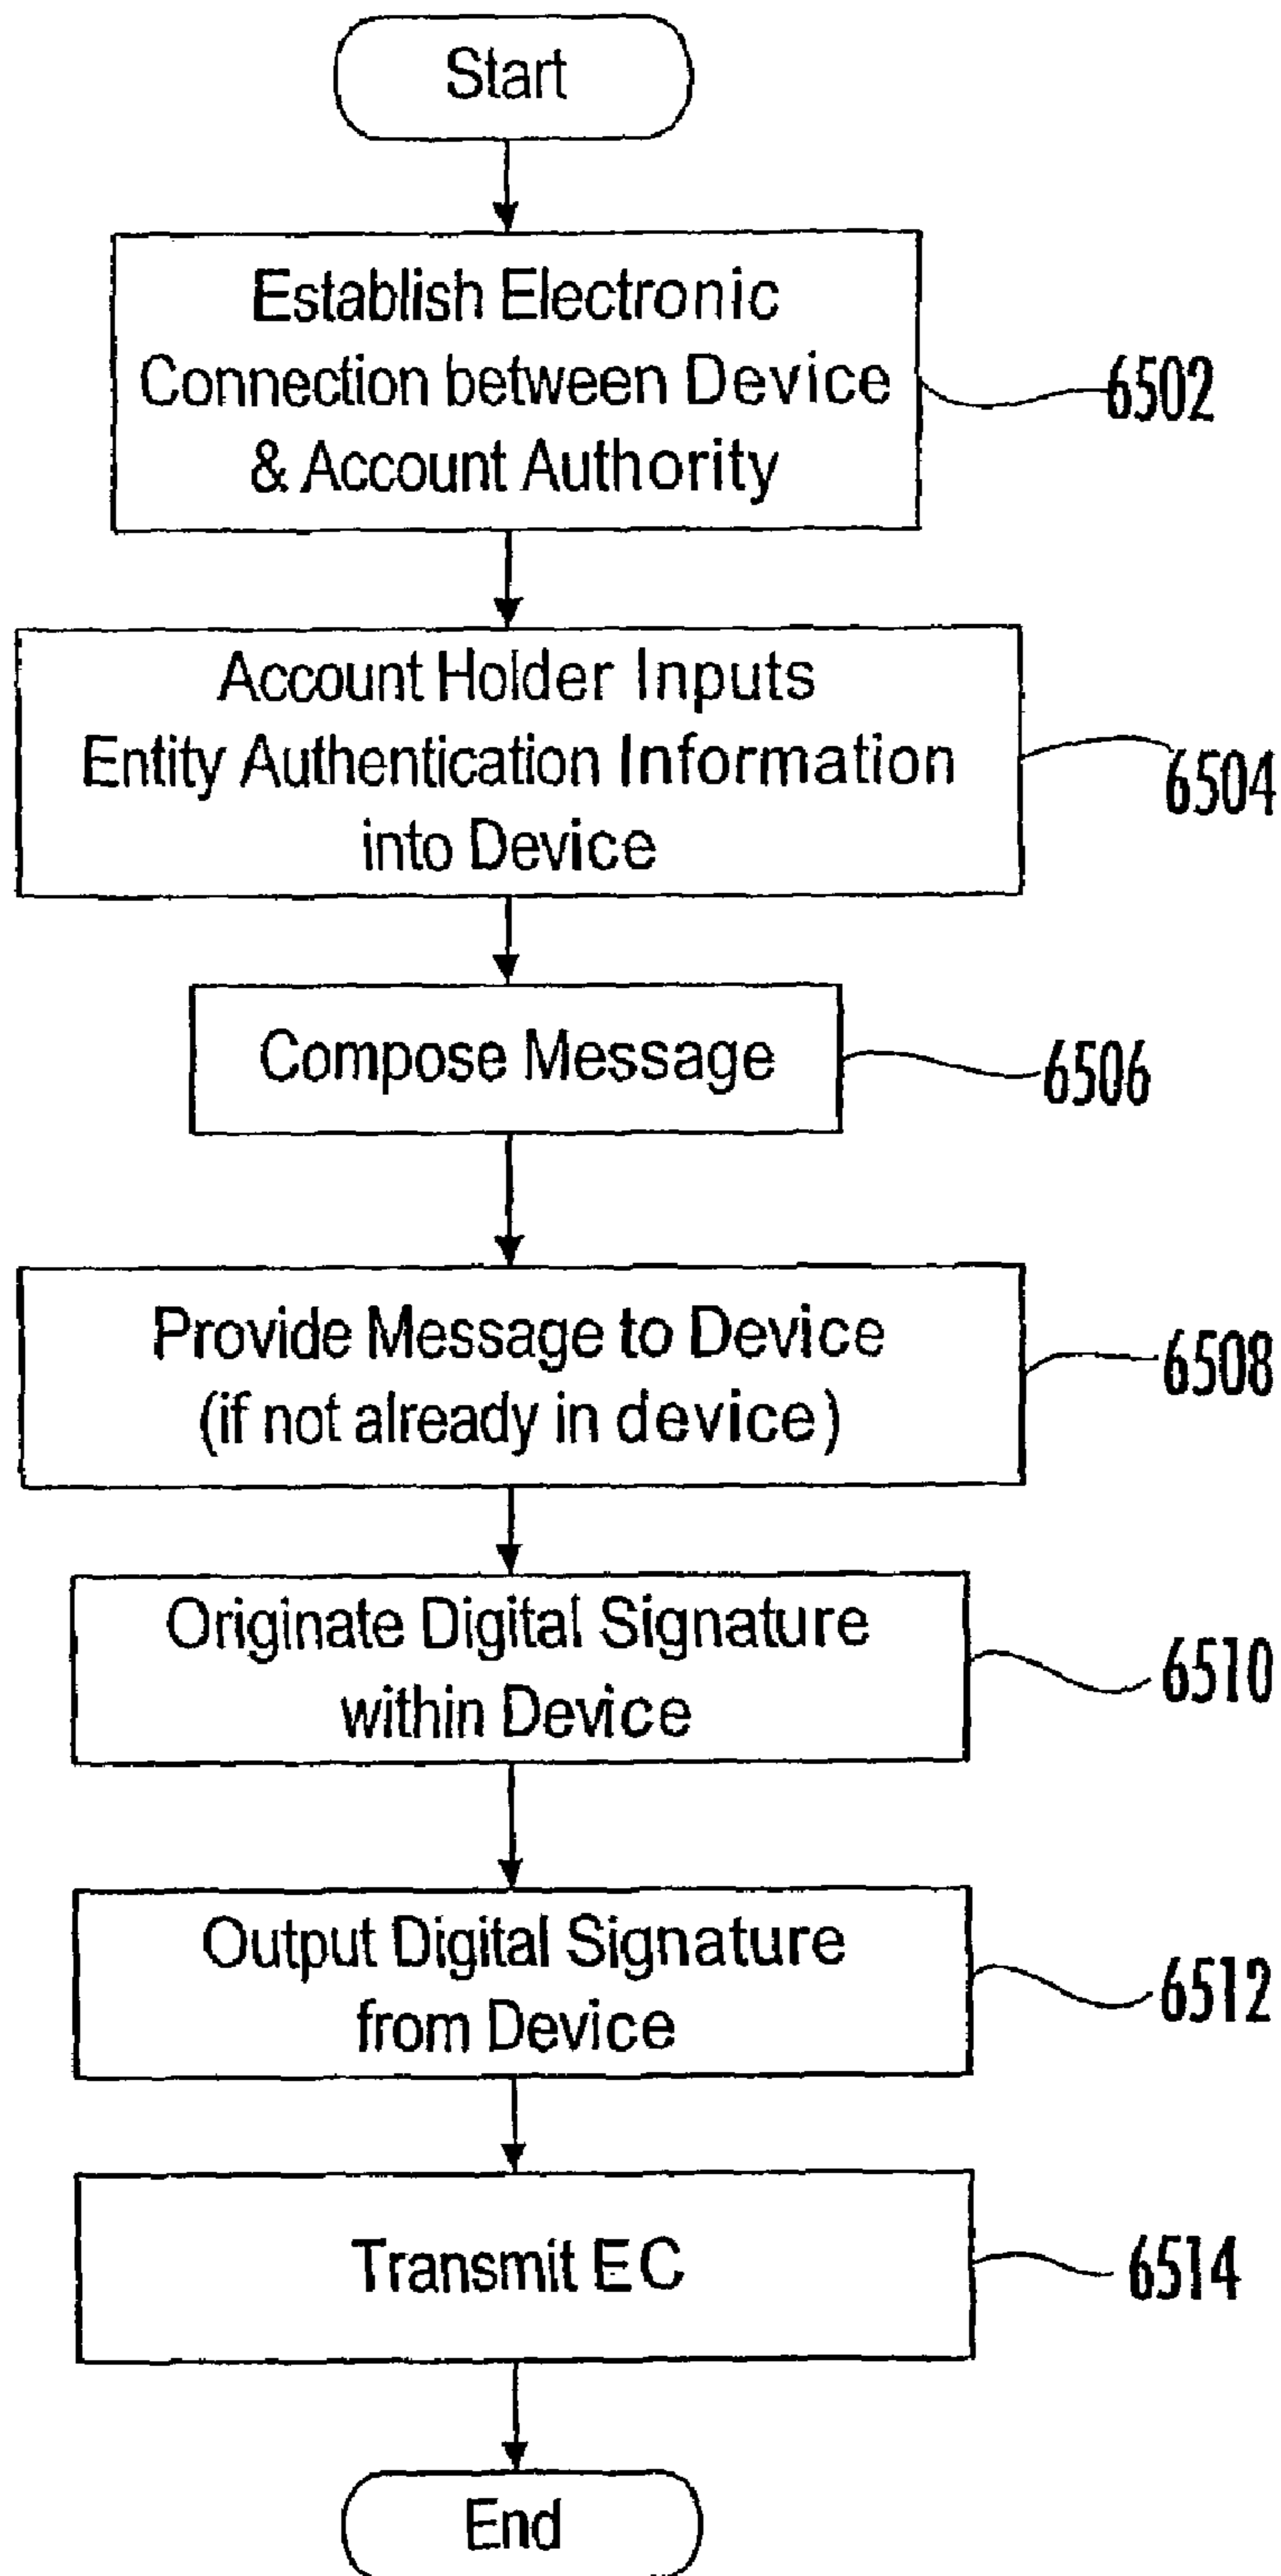 Start
Establish Electronic
Connection between Device
& Account Authority
6502
Account Holder Inputs
Entity Authentication Information
into Device
6504
Compose Message
6506
Provide Message to Device
(if not already in device)
6508
Originate Digital Signature
within Device
6510
Output Digital Signature
from Device
6512
Transmit EC
6514
End